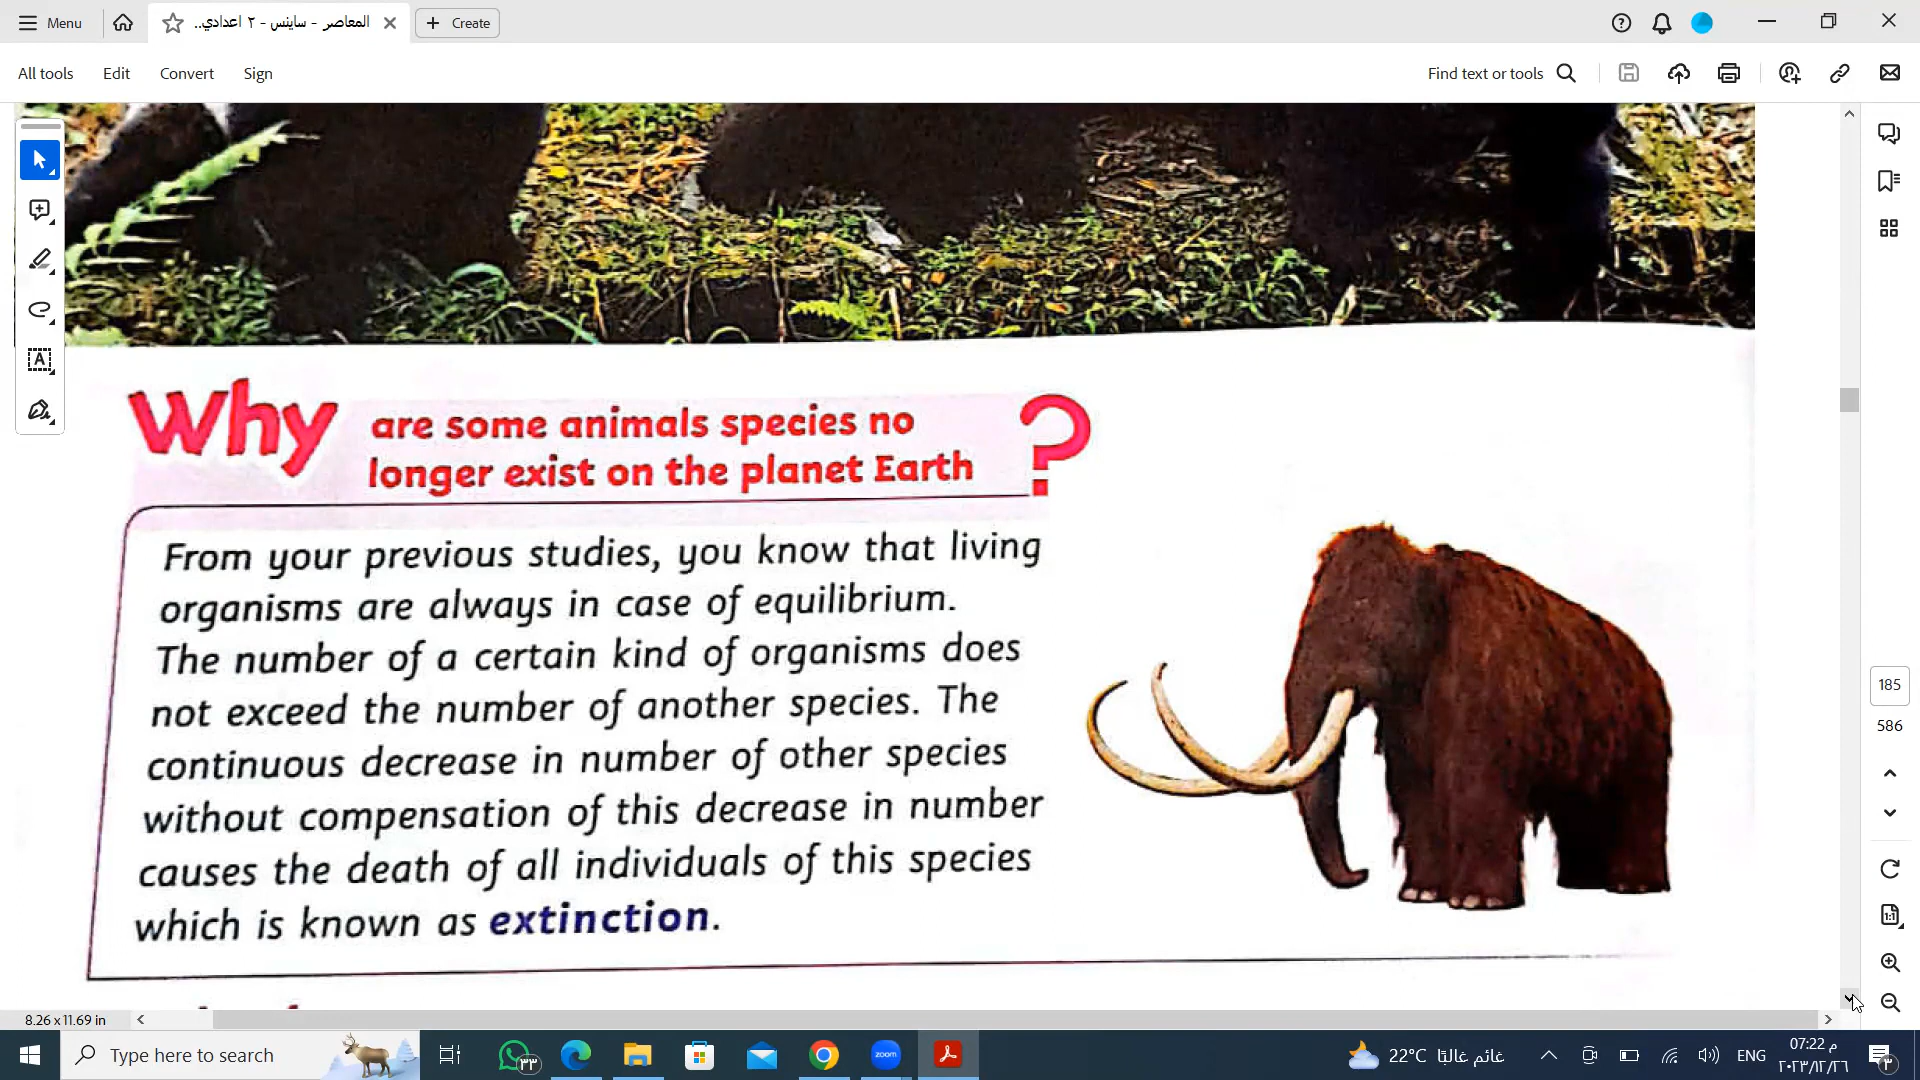 Menu
المعاصر - ساينس - ٢ اعدادي..
Create
All tools
Edit
Convert
Sign
Find text or tools
Why are some animals species no
longer exist on the planet Earth ?
From your previous studies, you know that living
organisms are always in case of equilibrium.
The number of a certain kind of organisms does
not exceed the number of another species. The
continuous decrease in number of other species
without compensation of this decrease in number
causes the death of all individuals of this species
which is known as extinction.
185
586
1:1
8.26 x 11.69 in
Type here to search
٣٣
zoom
22°C غائم غالبًا
ENG
07:22 م
٢٠٢٣/١٢/٢٦
٣